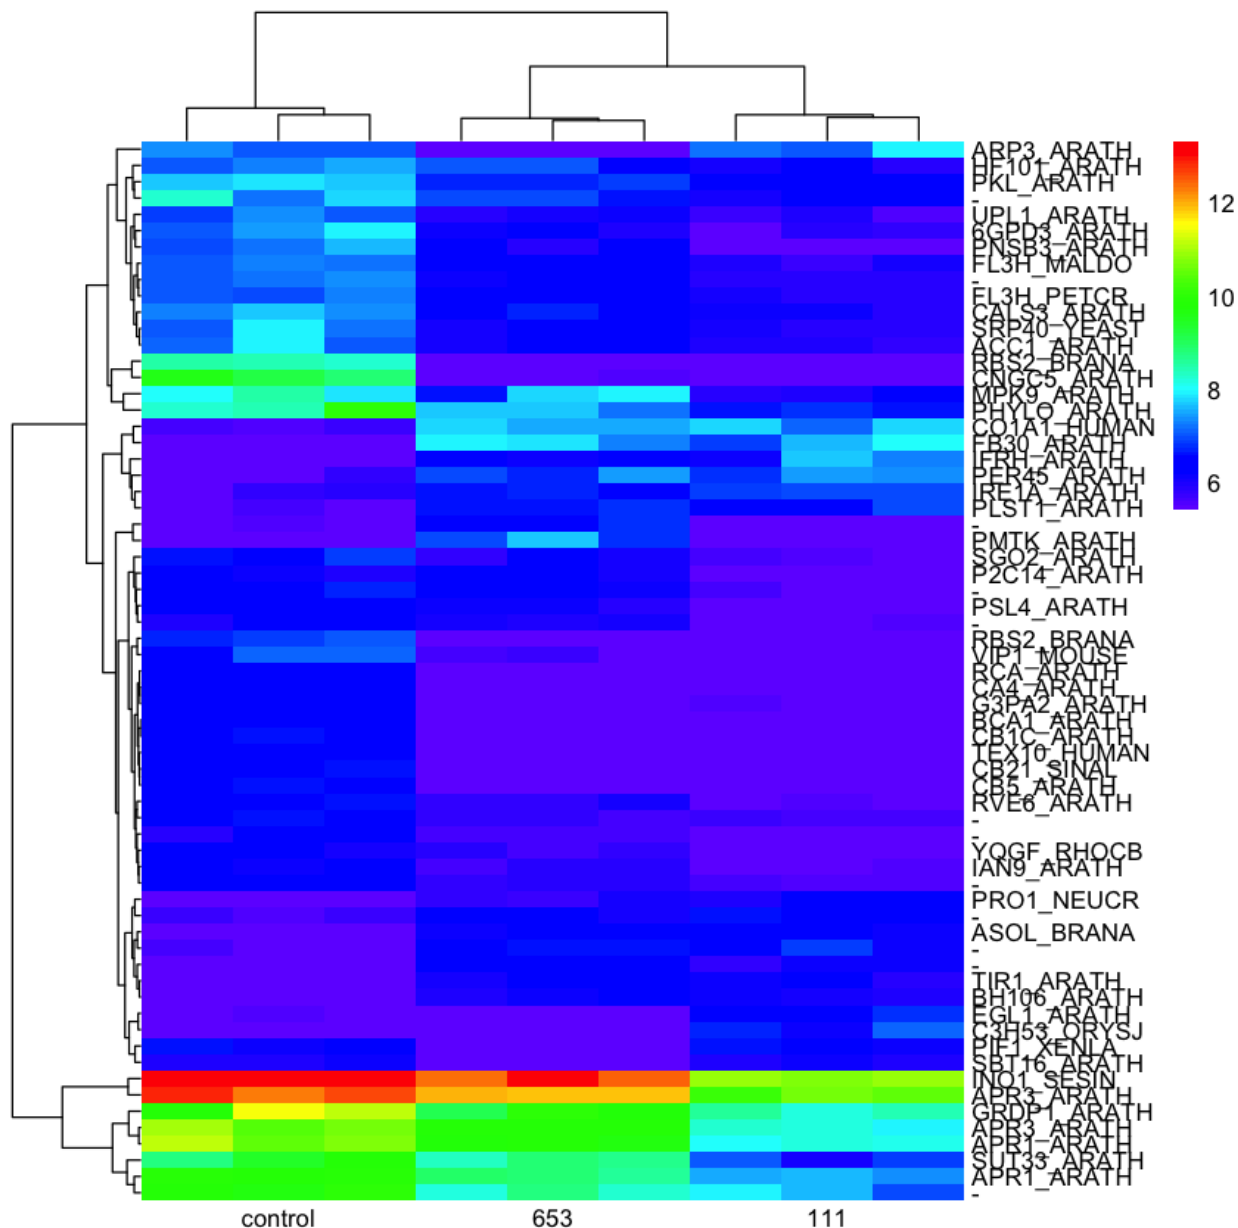 ARP3_ARATH
HF101_ARATH
PKL_ARATH
-
UPL1_ARATH
6GPD3_ARATH
PNSB3_ARATH
FL3H_MALDO
-
FL3H_PETCR
CALS3_ARATH
SRP40_YEAST
ACC1_ARATH
RBS2_BRANA
CNGC5_ARATH
MPK9_ARATH
PHYLO_ARATH
CO1A1_HUMAN
FB30_ARATH
IFRH_ARATH
PER45_ARATH
IRE1A_ARATH
PLST1_ARATH
-
PMTK_ARATH
SGO2_ARATH
P2C14_ARATH
-
PSL4_ARATH
-
RBS2_BRANA
VIP1_MOUSE
RCA_ARATH
CA4_ARATH
G3PA2_ARATH
BCA1_ARATH
CB1C_ARATH
TEX10_HUMAN
CB21_SINAL
CB5_ARATH
RVE6_ARATH
-
-
YQGF_RHOCB
IAN9_ARATH
-
PRO1_NEUCR
-
ASOL_BRANA
-
-
TIR1_ARATH
BH106_ARATH
EGL1_ARATH
C3H53_ORYSJ
PIF1_XENLA
SBT16_ARATH
INO1_SESIN
APR3_ARATH
GRDP1_ARATH
APR3_ARATH
APR1_ARATH
SUT33_ARATH
APR1_ARATH
-
12
10
8
6
control 653 111